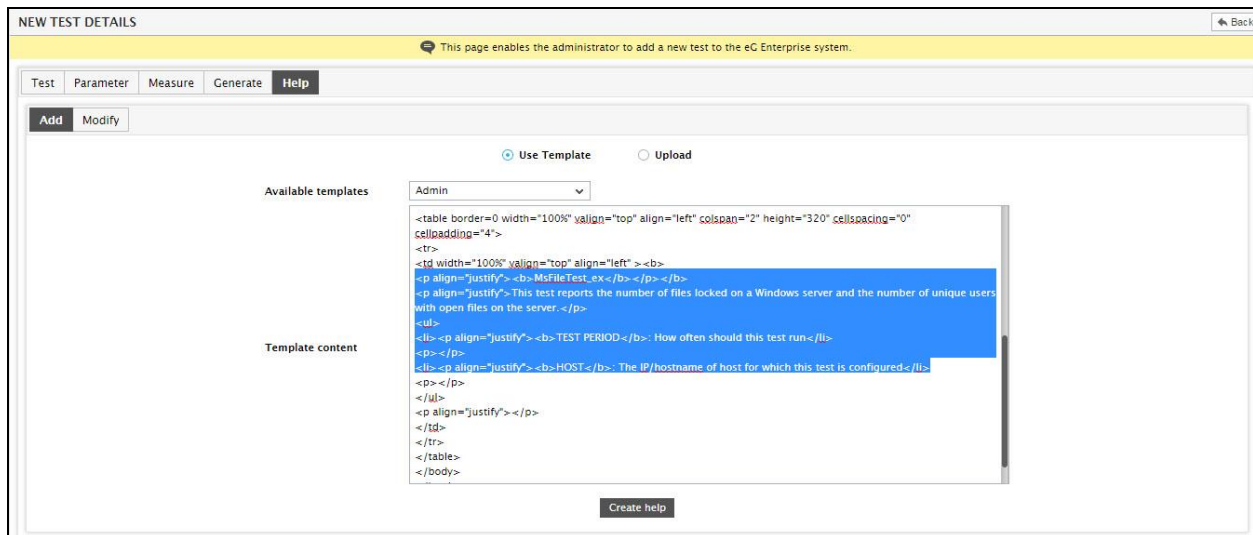 NEW TEST DETAILS
Back
This page enables the administrator to add a new test to the eG Enterprise system.
Test Parameter Measure Generate Help
Add Modify
Use Template Upload
Available templates Admin
<table border=0 width="100%" valign="top" align="left" colspan="2" height="320" cellspacing="0"
cellpadding="4">
<tr>
<td width="100%" valign="top" align="left" ><b>
<p align="justify"><b>MsFileTest_ex</b></p></b>
<p align="justify">This test reports the number of files locked on a Windows server and the number of unique users
with open files on the server.</p>
<ul>
<li><p align="justify"><b>TEST PERIOD</b>: How often should this test run</li>
Template content
<p></p>
<li><p align="justify"><b>HOST</b>: The IP/hostname of host for which this test is configured</li>
<p></p>
</ul>
<p align="justify"></p>
</td>
</tr>
</table>
</body>
Create help